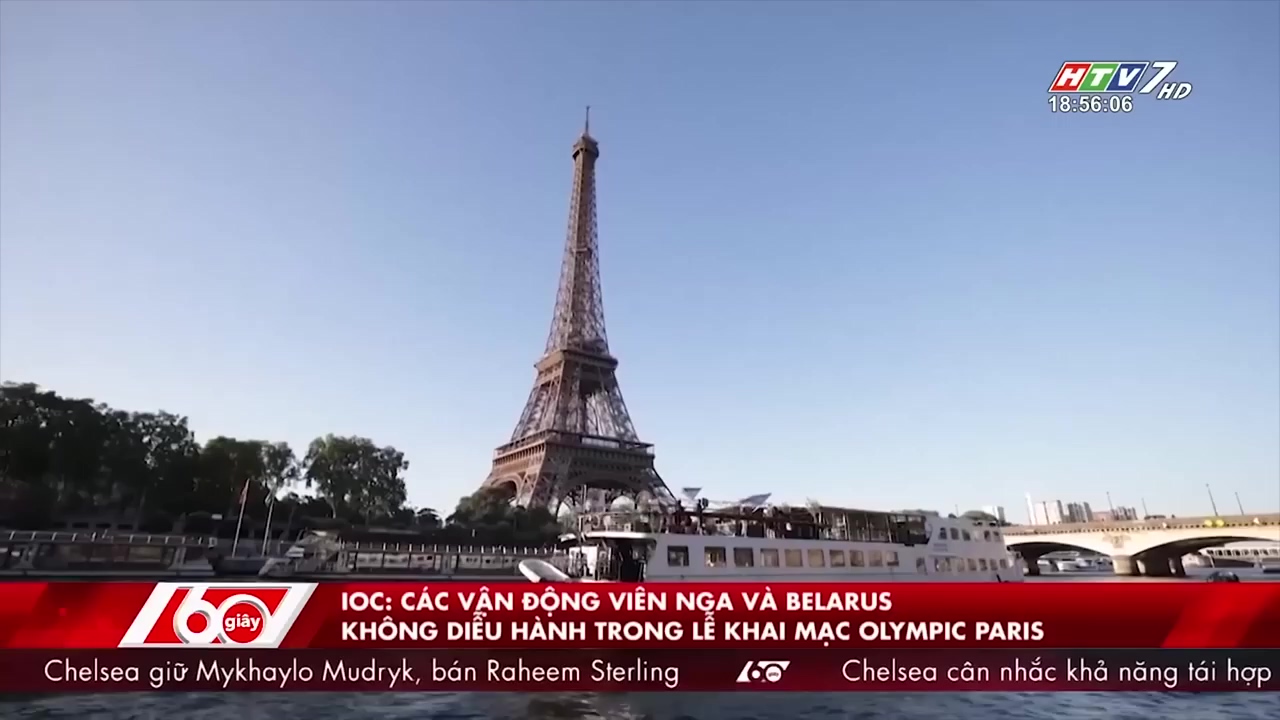 HTV7 HD
18:56:06
60 giây
IOC: CÁC VẬN ĐỘNG VIÊN NGA VÀ BELARUS
KHÔNG DIỄU HÀNH TRONG LỄ KHAI MẠC OLYMPIC PARIS
Chelsea giữ Mykhaylo Mudryk, bán Raheem Sterling 60 giây Chelsea cân nhắc khả năng tái hợp